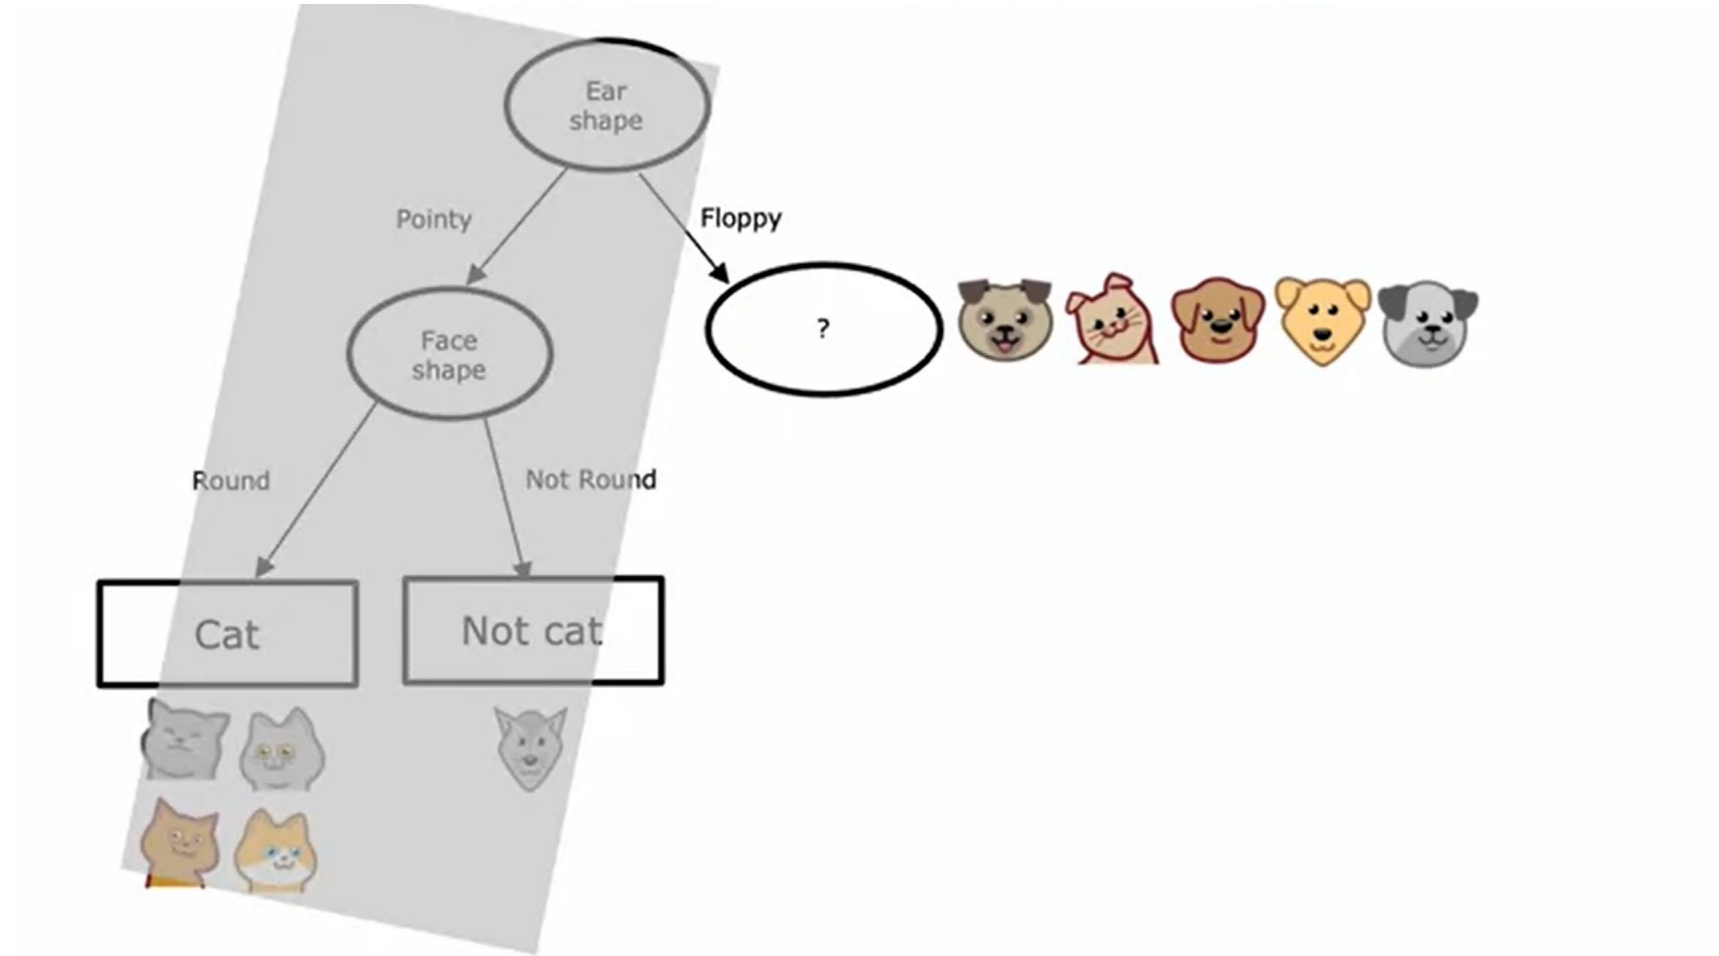 Ear
shape
Pointy
Floppy
?
Face
shape
Round
Not Round
Cat
Not cat